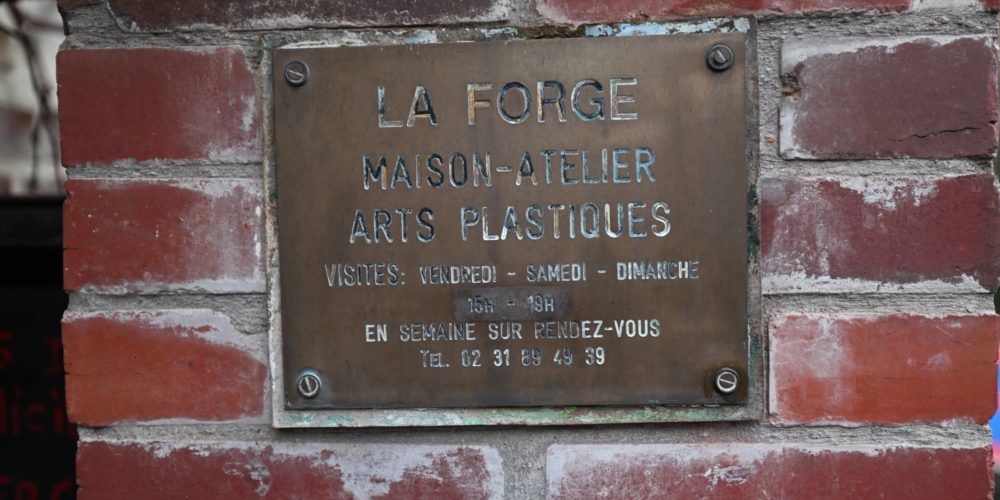 LA FORGE
MAISON-ATELIER
ARTS PLASTIQUES
VISITES: VENDREDI - SAMEDI - DIMANCHE
15H - 19H
EN SEMAINE SUR RENDEZ-VOUS
TEL. 02 31 89 49 39